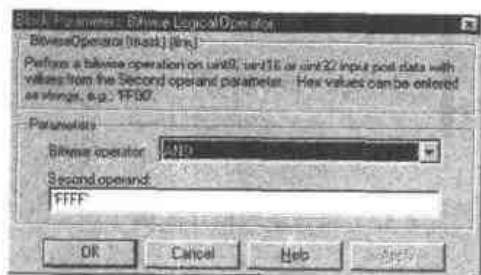 Block Parameters: Bitwise Logical Operator
BitwiseOperator (mask) (link)
Perform a bitwise operation on uint8, uint16 or uint32 input port data with
values from the Second operand parameter. Hex values can be entered
as strings, e.g., 'FF00'.
Parameters
Bitwise operator AND
Second operand:
'FFFF'
OK Cancel Help Apply